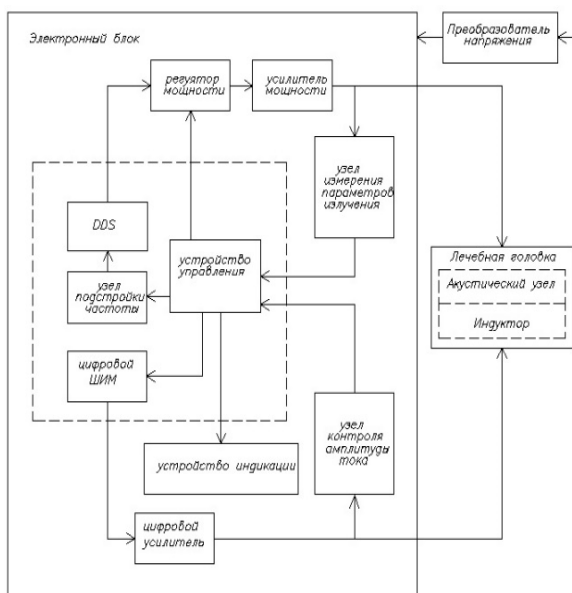 Электронный блок
Преобразователь
напряжения
регуятор
мощности
усилитель
мощности
узел
измерения
параметров
излучения
DDS
устройство
управления
узел
подстройки
частоты
Лечебная головка
Акустический узел
Индуктор
цифровой
ШИМ
узел
контроля
амплитуды
тока
устройство индикации
цифровой
усилитель